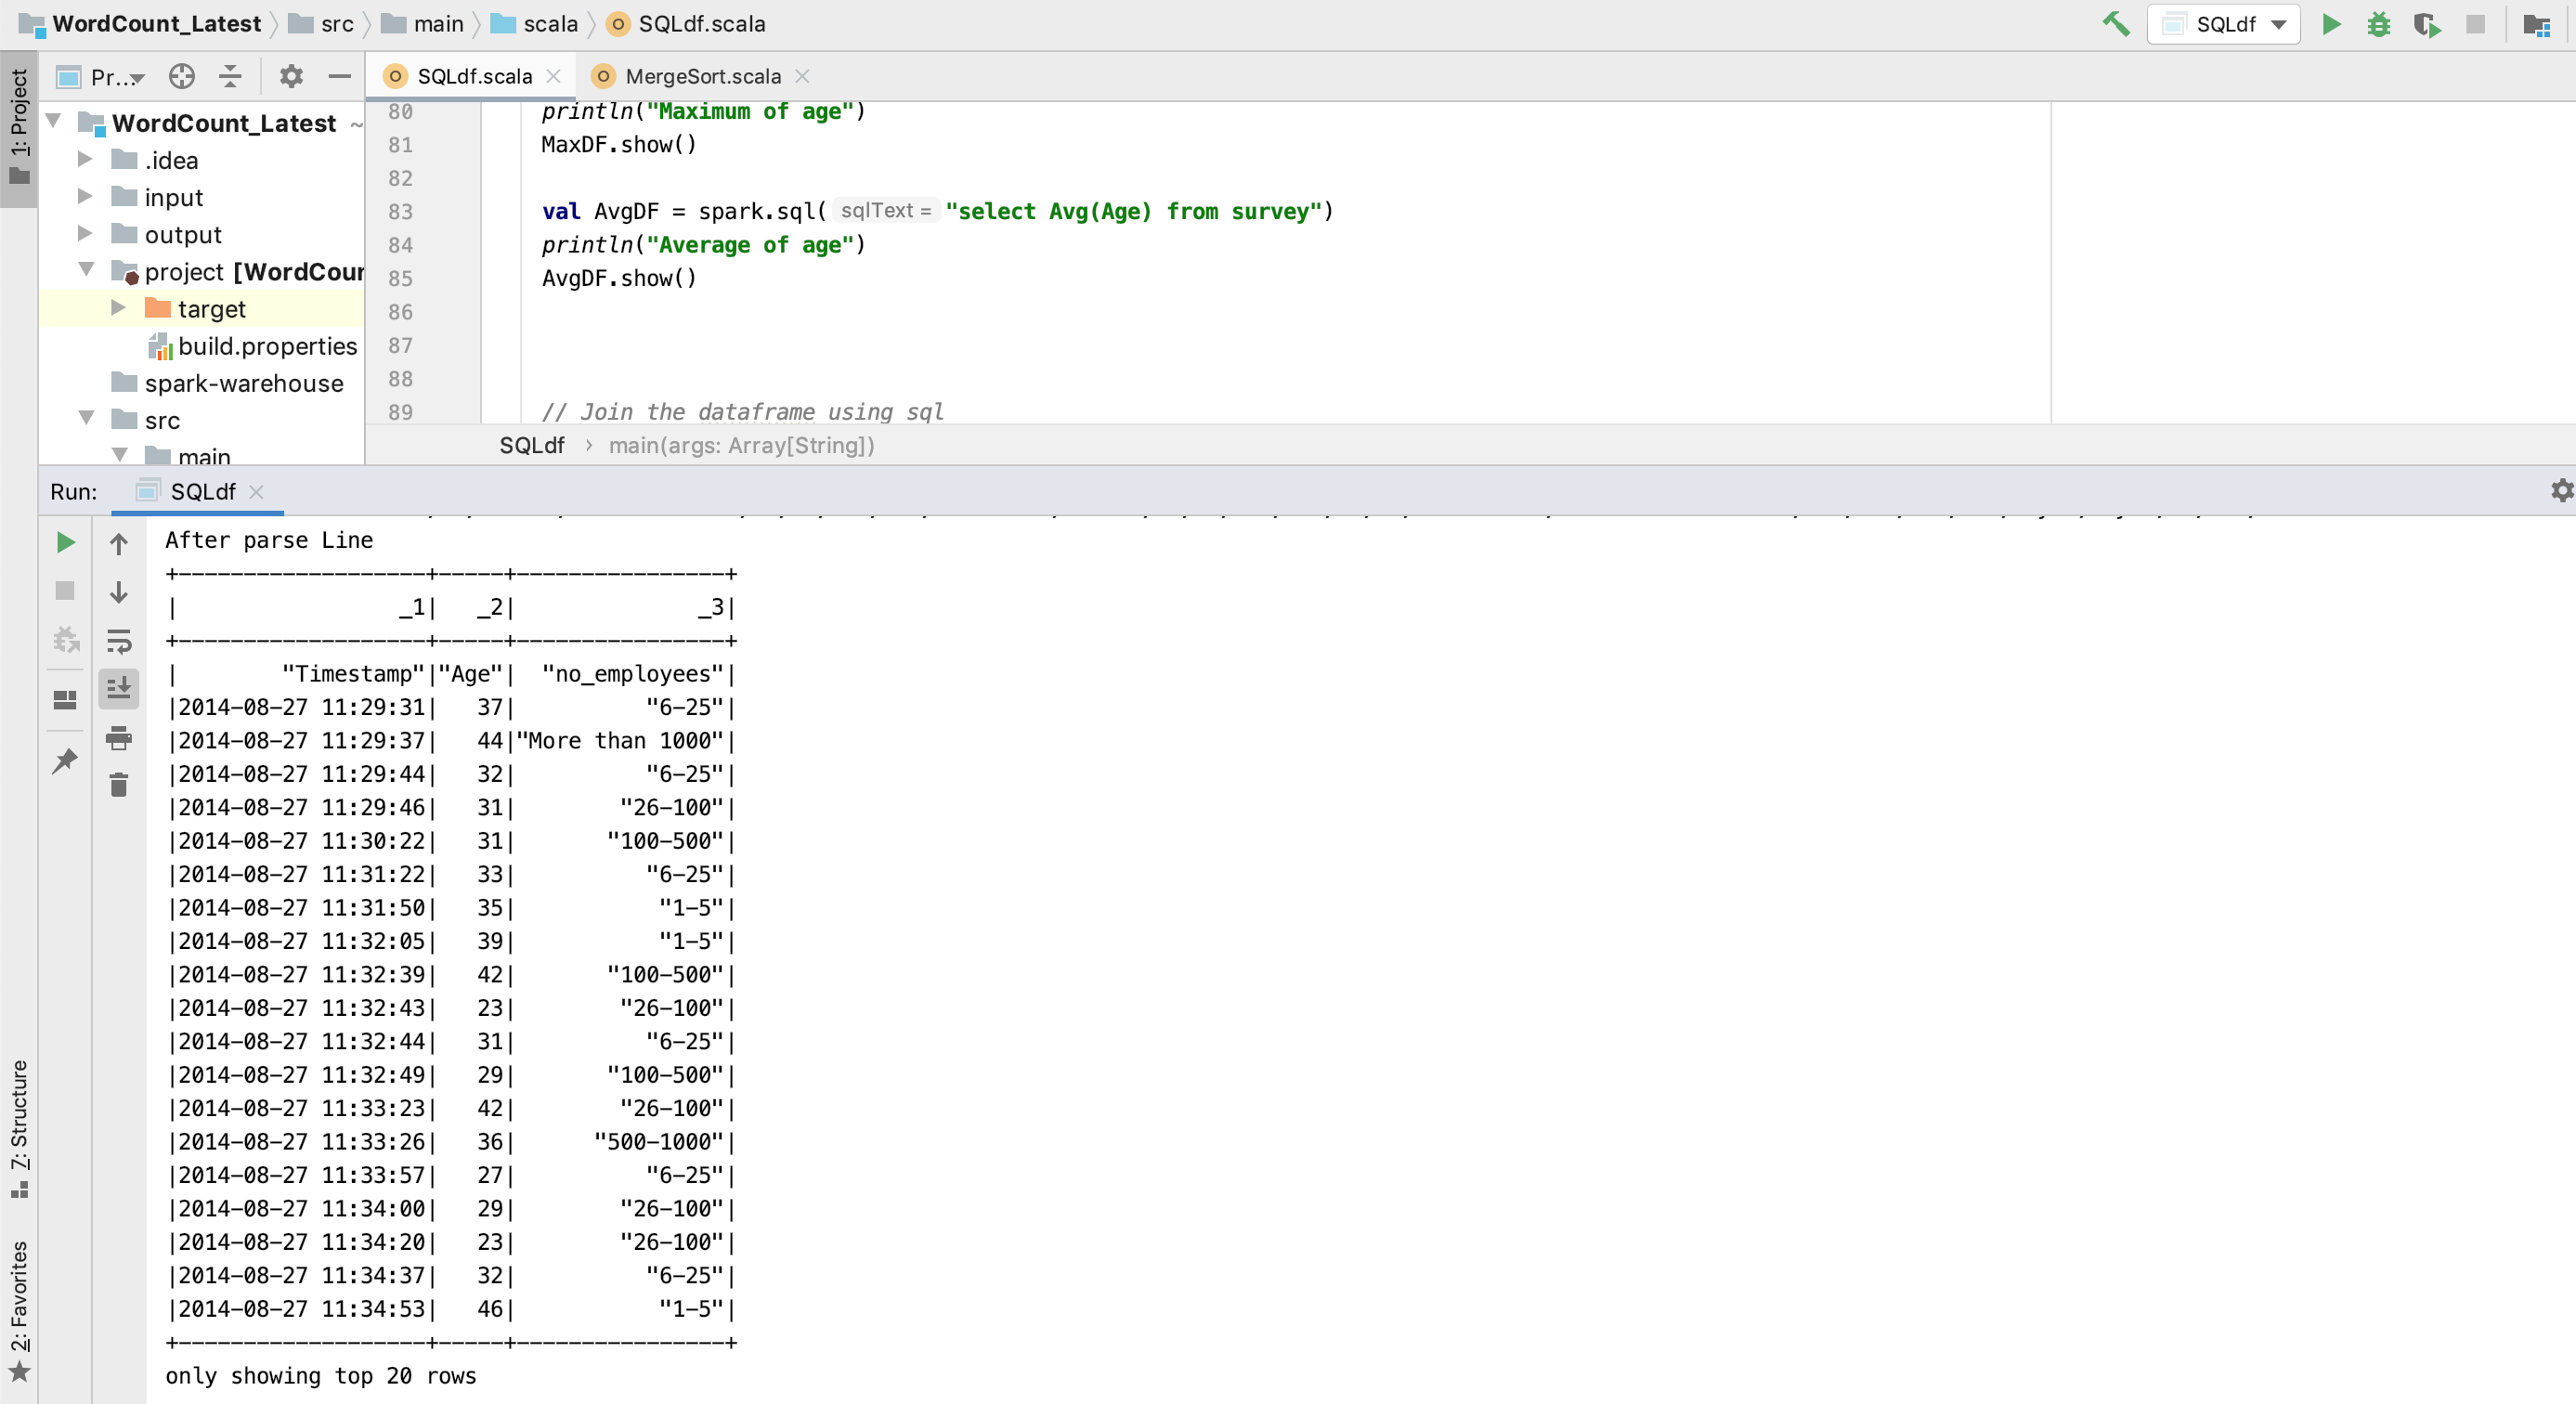 WordCount_Latest src main scala SQLdf.scala SQLdf
1: Project
Pr...
SQLdf.scala MergeSort.scala
WordCount_Latest ~
.idea
input
output
project [WordCour
target
build.properties
spark-warehouse
src
main
80 println("Maximum of age")
81 MaxDF.show()
82
83 val AvgDF = spark.sql( sqlText = "select Avg(Age) from survey")
84 println("Average of age")
85 AvgDF.show()
86
87
88
89 // Join the dataframe using sql
SQLdf › main(args: Array[String])
Run: SQLdf
After parse Line
+-------------------+-----+----------------+
|                 _1|   _2|              _3|
+-------------------+-----+----------------+
|        "Timestamp"|"Age"|  "no_employees"|
|2014-08-27 11:29:31|   37|          "6-25"|
|2014-08-27 11:29:37|   44|"More than 1000"|
|2014-08-27 11:29:44|   32|          "6-25"|
|2014-08-27 11:29:46|   31|        "26-100"|
|2014-08-27 11:30:22|   31|       "100-500"|
|2014-08-27 11:31:22|   33|          "6-25"|
|2014-08-27 11:31:50|   35|           "1-5"|
|2014-08-27 11:32:05|   39|           "1-5"|
|2014-08-27 11:32:39|   42|       "100-500"|
|2014-08-27 11:32:43|   23|        "26-100"|
|2014-08-27 11:32:44|   31|          "6-25"|
|2014-08-27 11:32:49|   29|       "100-500"|
|2014-08-27 11:33:23|   42|        "26-100"|
|2014-08-27 11:33:26|   36|      "500-1000"|
|2014-08-27 11:33:57|   27|          "6-25"|
|2014-08-27 11:34:00|   29|        "26-100"|
|2014-08-27 11:34:20|   23|        "26-100"|
|2014-08-27 11:34:37|   32|          "6-25"|
|2014-08-27 11:34:53|   46|           "1-5"|
+-------------------+-----+----------------+
only showing top 20 rows
7: Structure
2: Favorites